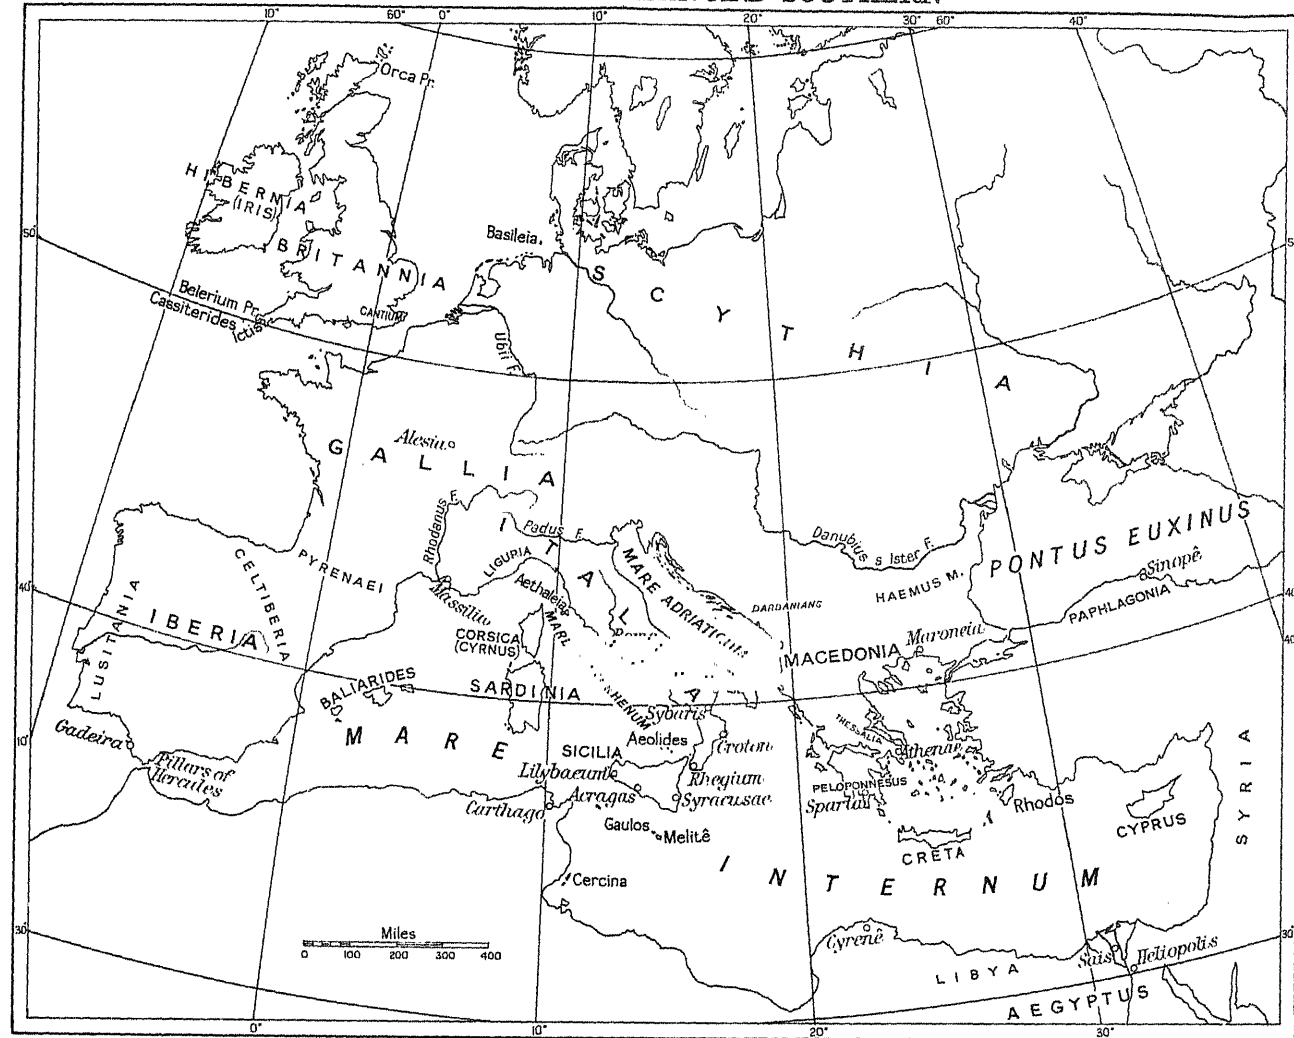 10°
60°
0°
10°
20°
30°
60°
40°
Orca Pr.
HIBERNIA
(IRIS)
BRITANNIA
50
Basileia.
Belerium Pr.
Cassiterides
Ictis
CANTIUM
SCYTHIA
GALLIA
Alesia
Rhodanus F.
Padus F.
ITALIA
LIGURIA
Danubius
s Ister F.
PONTUS EUXINUS
Sinopê
HAEMUS M.
PAPHLAGONIA
PYRENAEI
CELTIBERIA
40
IBERIA
LUSITANIA
Massilia
Aethaleia
MARE ADRIATICUM
CORSICA
(CYRNUS)
MACEDONIA
Maroneia
40
BALIARIDES
SARDINIA
Sybaris
THESSALIA
Gadeira
10°
Pillars of
Hercules
MARE
SICILIA
Aeolides
Croton
Athenae
Lilybaeum
Rhegium
PELOPONNESUS
Acragas
Syracusae
Sparta
Rhodos
Carthago
CYPRUS
SYRIA
Gaulos
Melitê
CRETA
INTERNUM
Cercina
Miles
0 100 200 300 400
30
Cyrenê
Sais
Heliopolis
30
LIBYA
AEGYPTUS
0°
10°
20°
30°